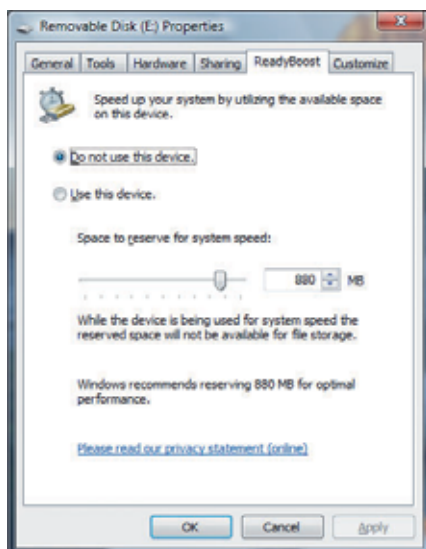 Removable Disk (E:) Properties
General Tools Hardware Sharing ReadyBoost Customize
Speed up your system by utilizing the available space
on this device.
Do not use this device.
Use this device.
Space to reserve for system speed:
880 MB
While the device is being used for system speed the
reserved space will not be available for file storage.
Windows recommends reserving 880 MB for optimal
performance.
Please read our privacy statement (online)
OK Cancel Apply